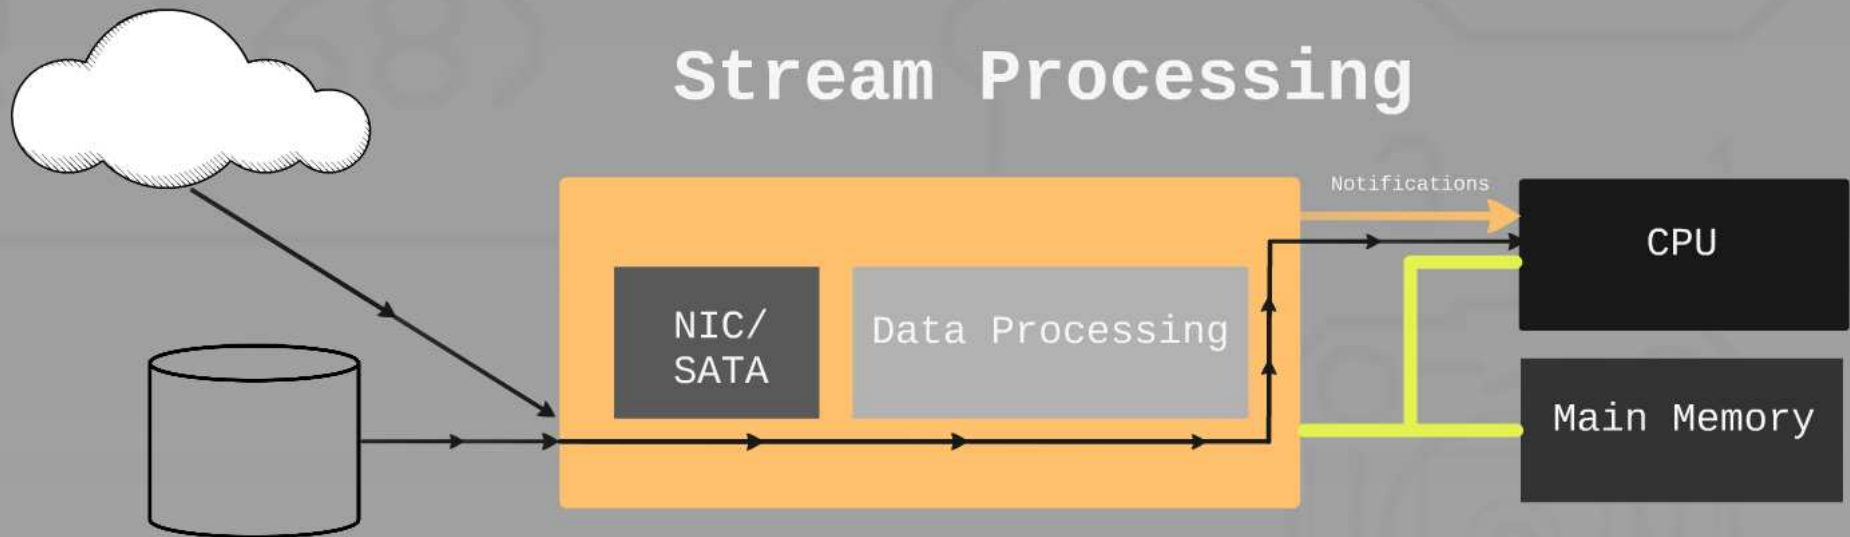 Stream Processing
Notifications
CPU
NIC/
SATA
Data Processing
Main Memory